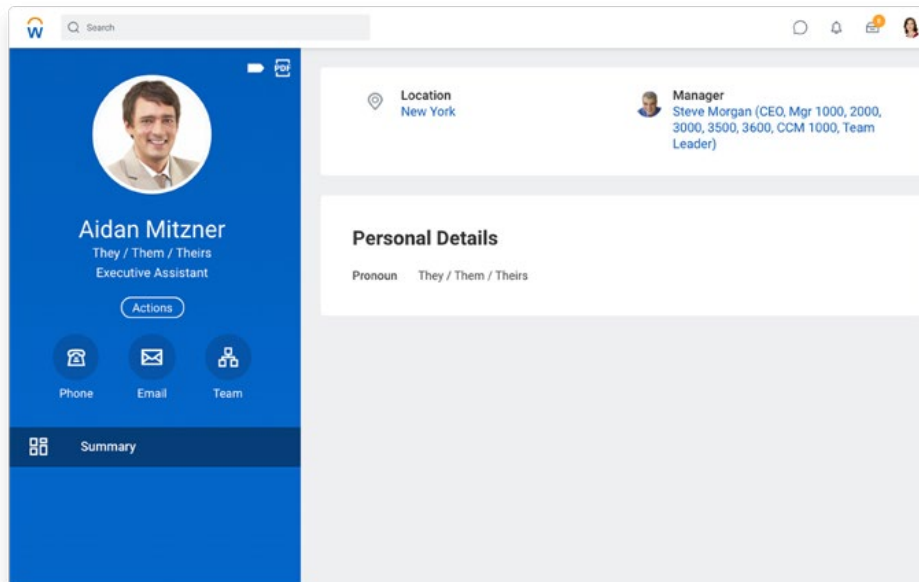 W
Search
PDF
Aidan Mitzner
They / Them / Theirs
Executive Assistant
Actions
Phone
Email
Team
Summary
Location
New York
Manager
Steve Morgan (CEO, Mgr 1000, 2000,
3000, 3500, 3600, CCM 1000, Team
Leader)
Personal Details
Pronoun They / Them / Theirs